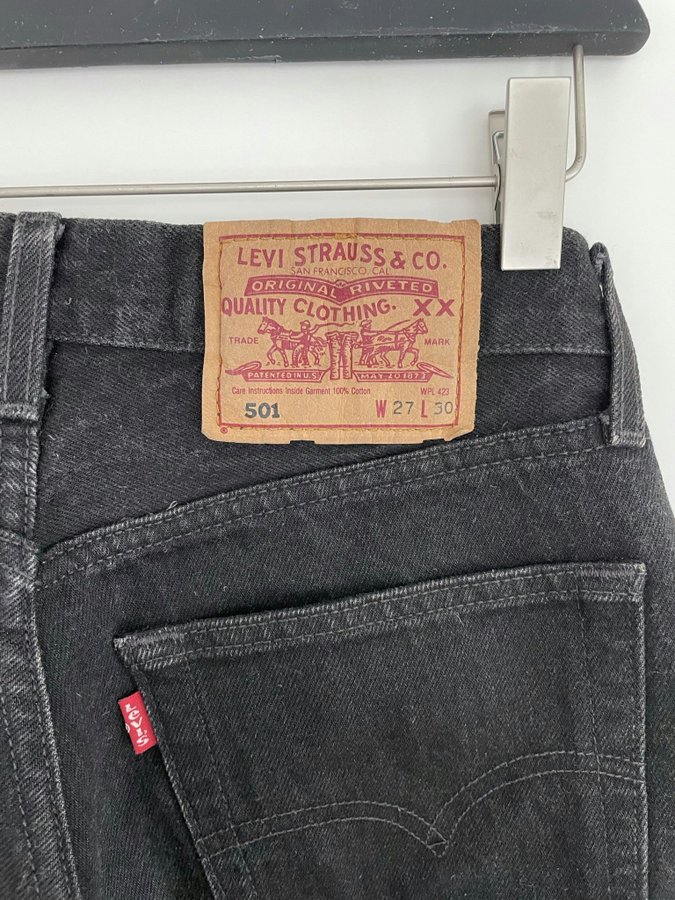 LEVI STRAUSS & CO.
SAN FRANCISCO, CAL
ORIGINAL RIVETED
QUALITY CLOTHING. XX
TRADE MARK
PATENTED IN U.S. MAY 20 1873
Care Instructions Inside Garment 100% Cotton WPL 423
501 W 27 L 30
®
LEVI'S